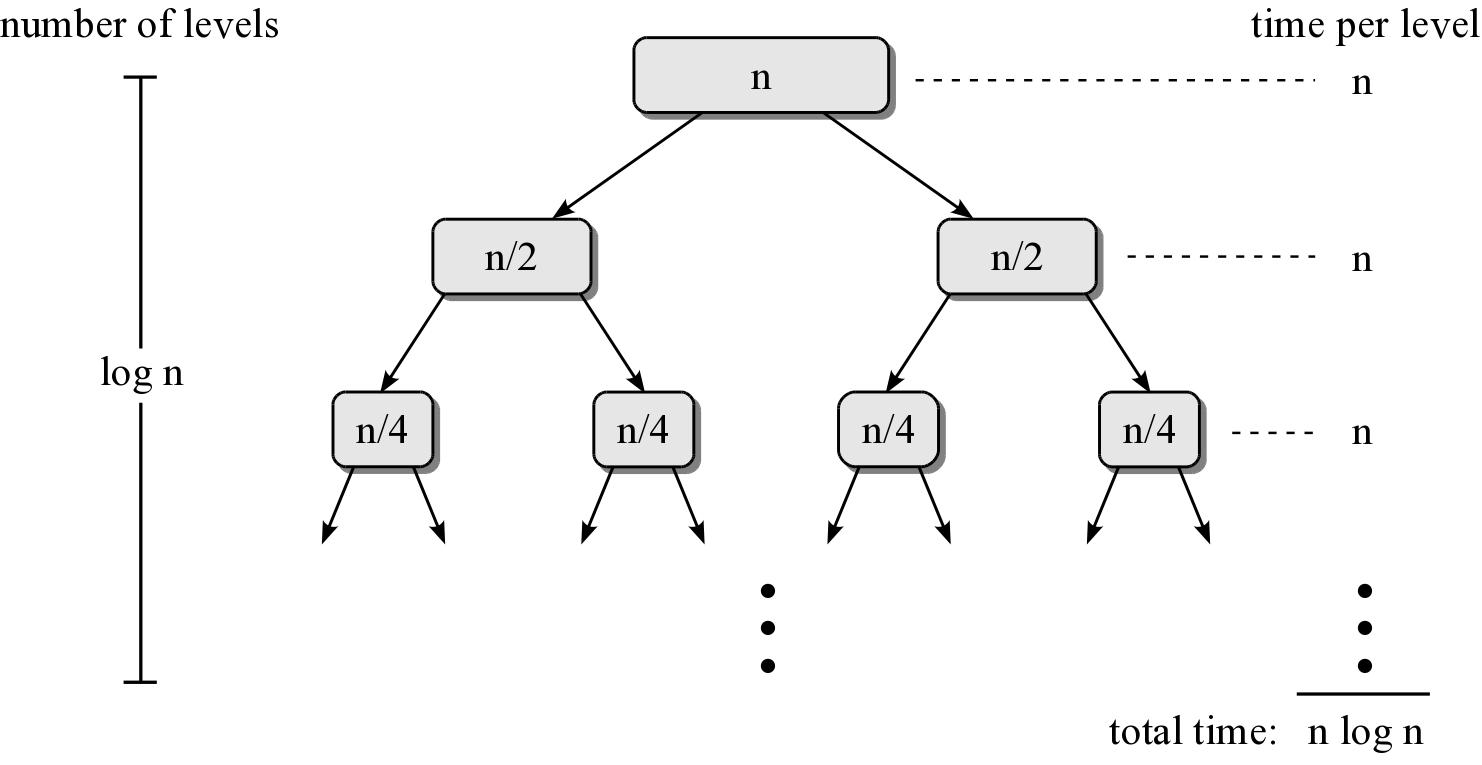 number of levels
time per level
n
n
n/2
n/2
n
log n
n/4
n/4
n/4
n/4
n
total time:
n log n